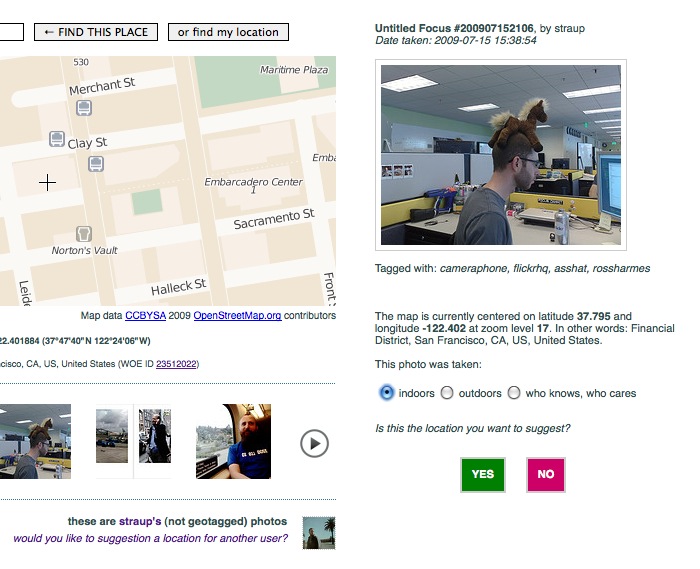 ← FIND THIS PLACE
or find my location
530
Maritime Plaza
Merchant St
Clay St
Embarcadero Center
1
Emba
Sacramento St
Norton's Vault
Halleck St
Leide
Front S
Map data CCBYSA 2009 OpenStreetMap.org contributors
22.401884 (37°47'40"N 122°24'06"W)
ncisco, CA, US, United States (WOE ID 23512022)
these are straup's (not geotagged) photos
would you like to suggestion a location for another user?
Untitled Focus #200907152106, by straup
Date taken: 2009-07-15 15:38:54
Tagged with: cameraphone, flickrhq, asshat, rossharmes
The map is currently centered on latitude 37.795 and
longitude -122.402 at zoom level 17. In other words: Financial
District, San Francisco, CA, US, United States.
This photo was taken:
indoors
outdoors
who knows, who cares
Is this the location you want to suggest?
YES
NO